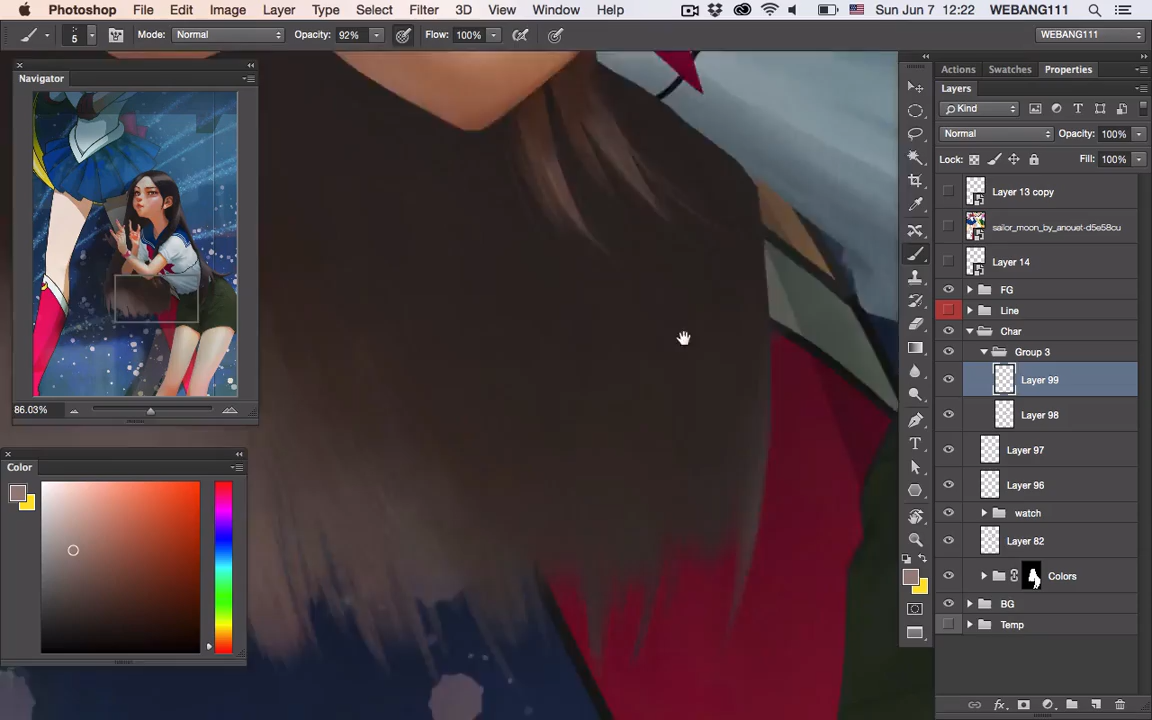 Photoshop File Edit Image Layer Type Select Filter 3D View Window Help Sun Jun 7 12:22 WEBANG111
5 Mode: Normal Opacity: 92% Flow: 100% WEBANG111
Navigator
86.03%
Color
Actions Swatches Properties
Layers
Kind
Normal Opacity: 100%
Lock: Fill: 100%
Layer 13 copy
sailor_moon_by_anouet-d5e58cu
Layer 14
FG
Line
Char
Group 3
Layer 99
Layer 98
Layer 97
Layer 96
watch
Layer 82
Colors
BG
Temp
fx